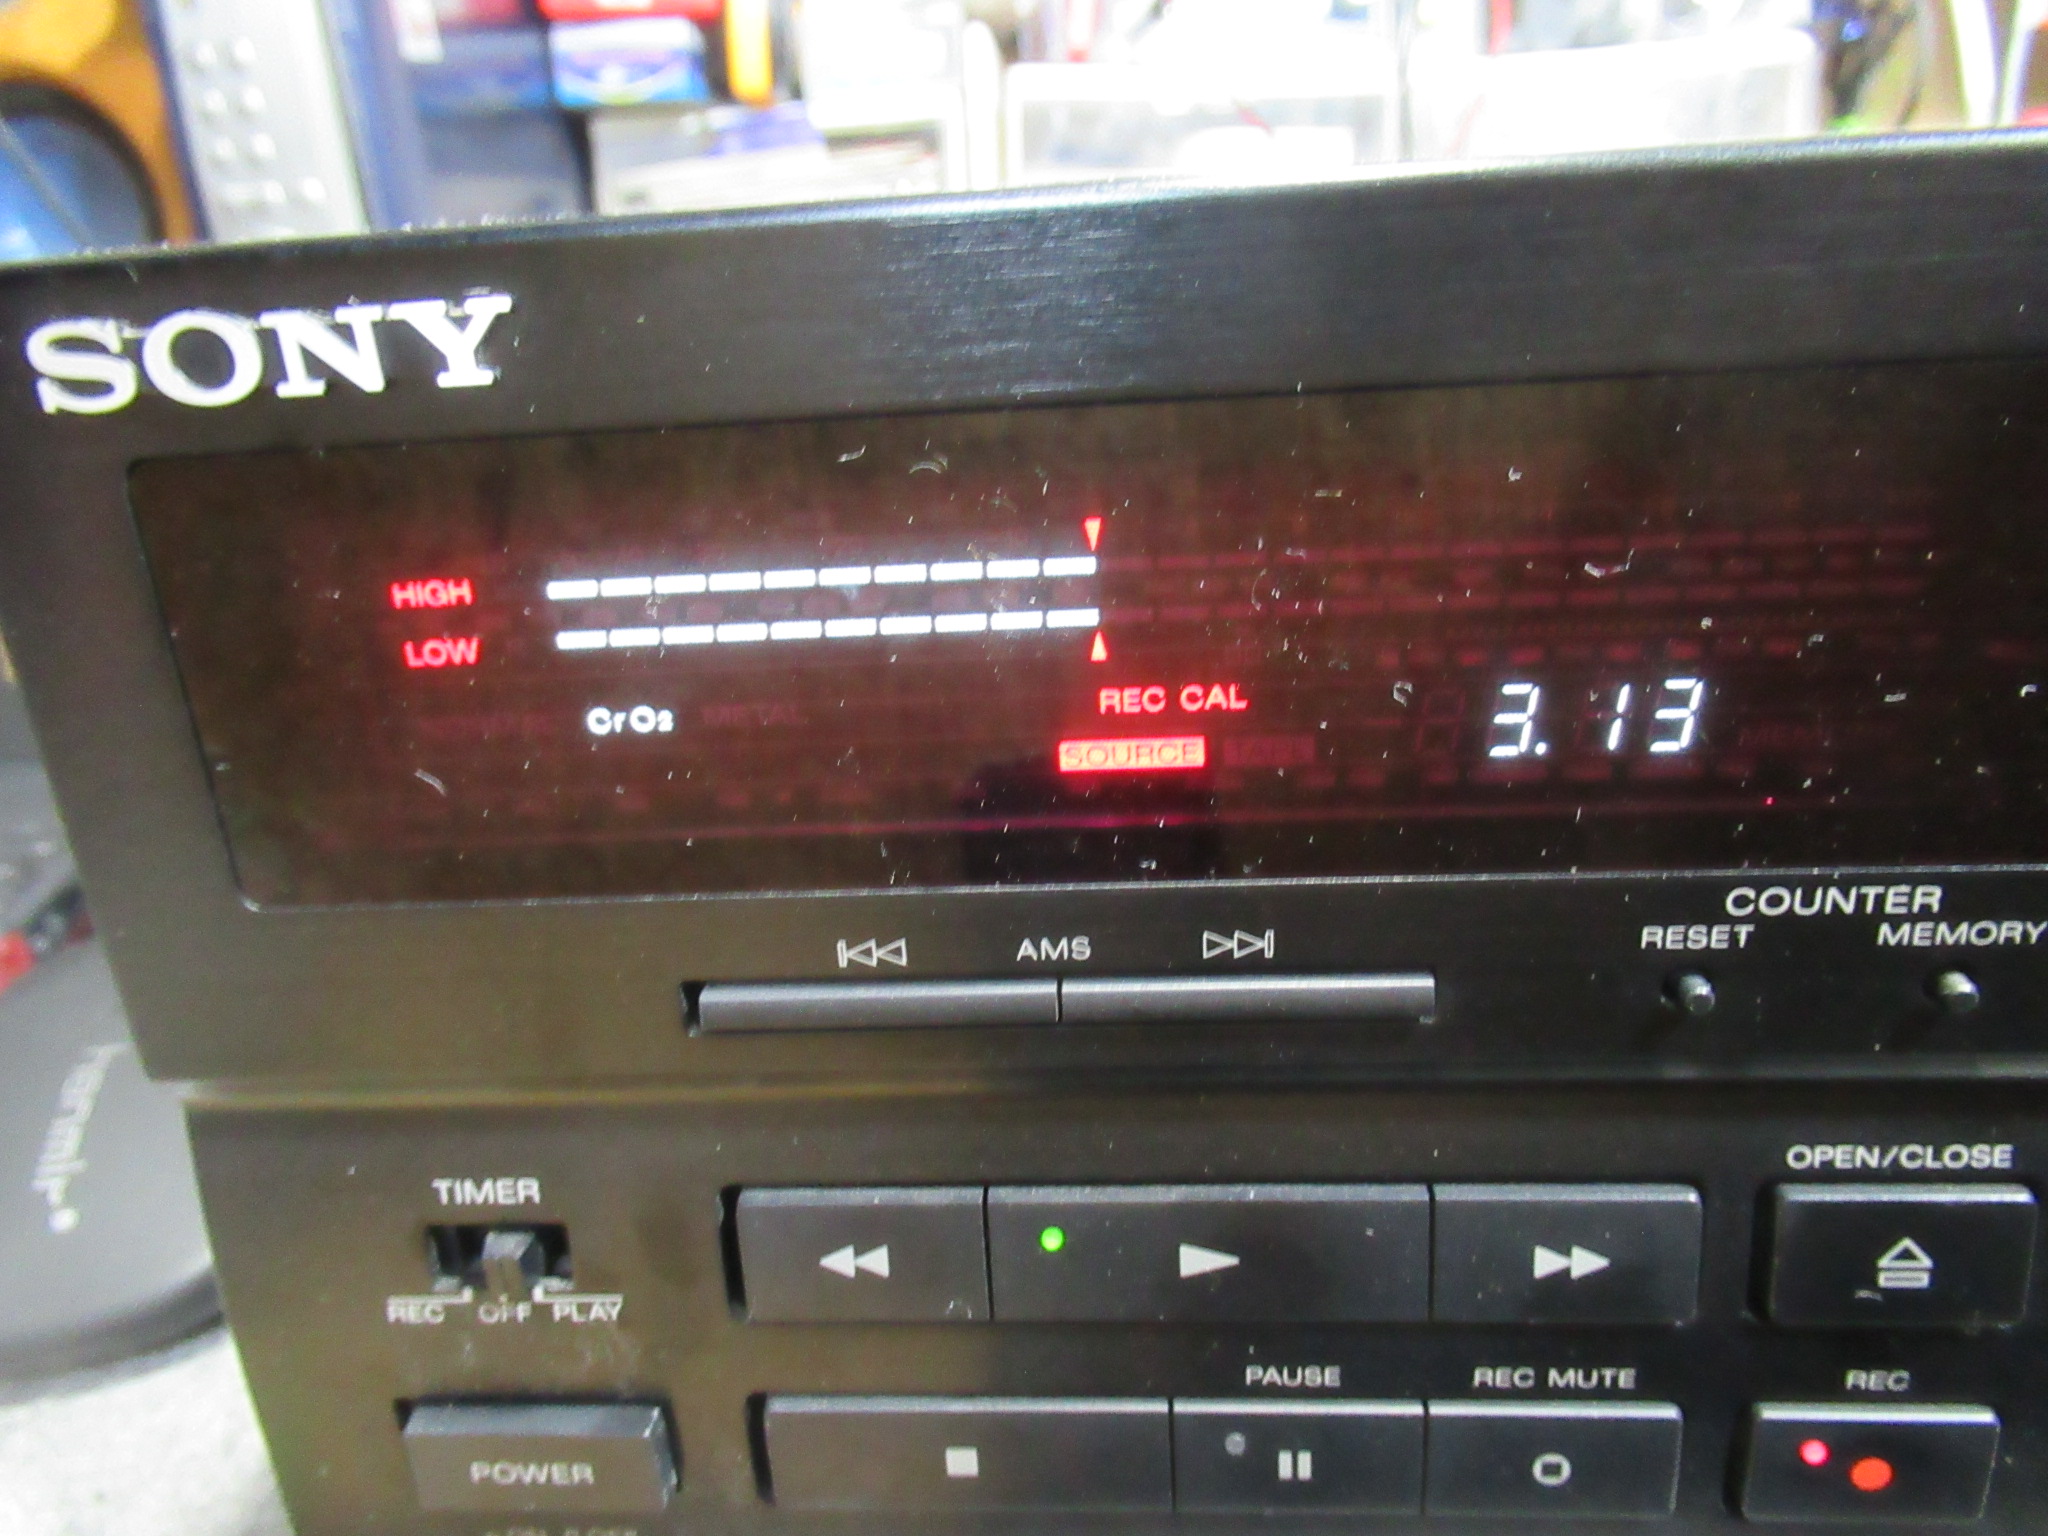 SONY
HIGH
LOW
CrO2 METAL
REC CAL
SOURCE
3.13
COUNTER
AMS RESET MEMORY
OPEN/CLOSE
TIMER
REC OFF PLAY
PAUSE REC MUTE REC
POWER